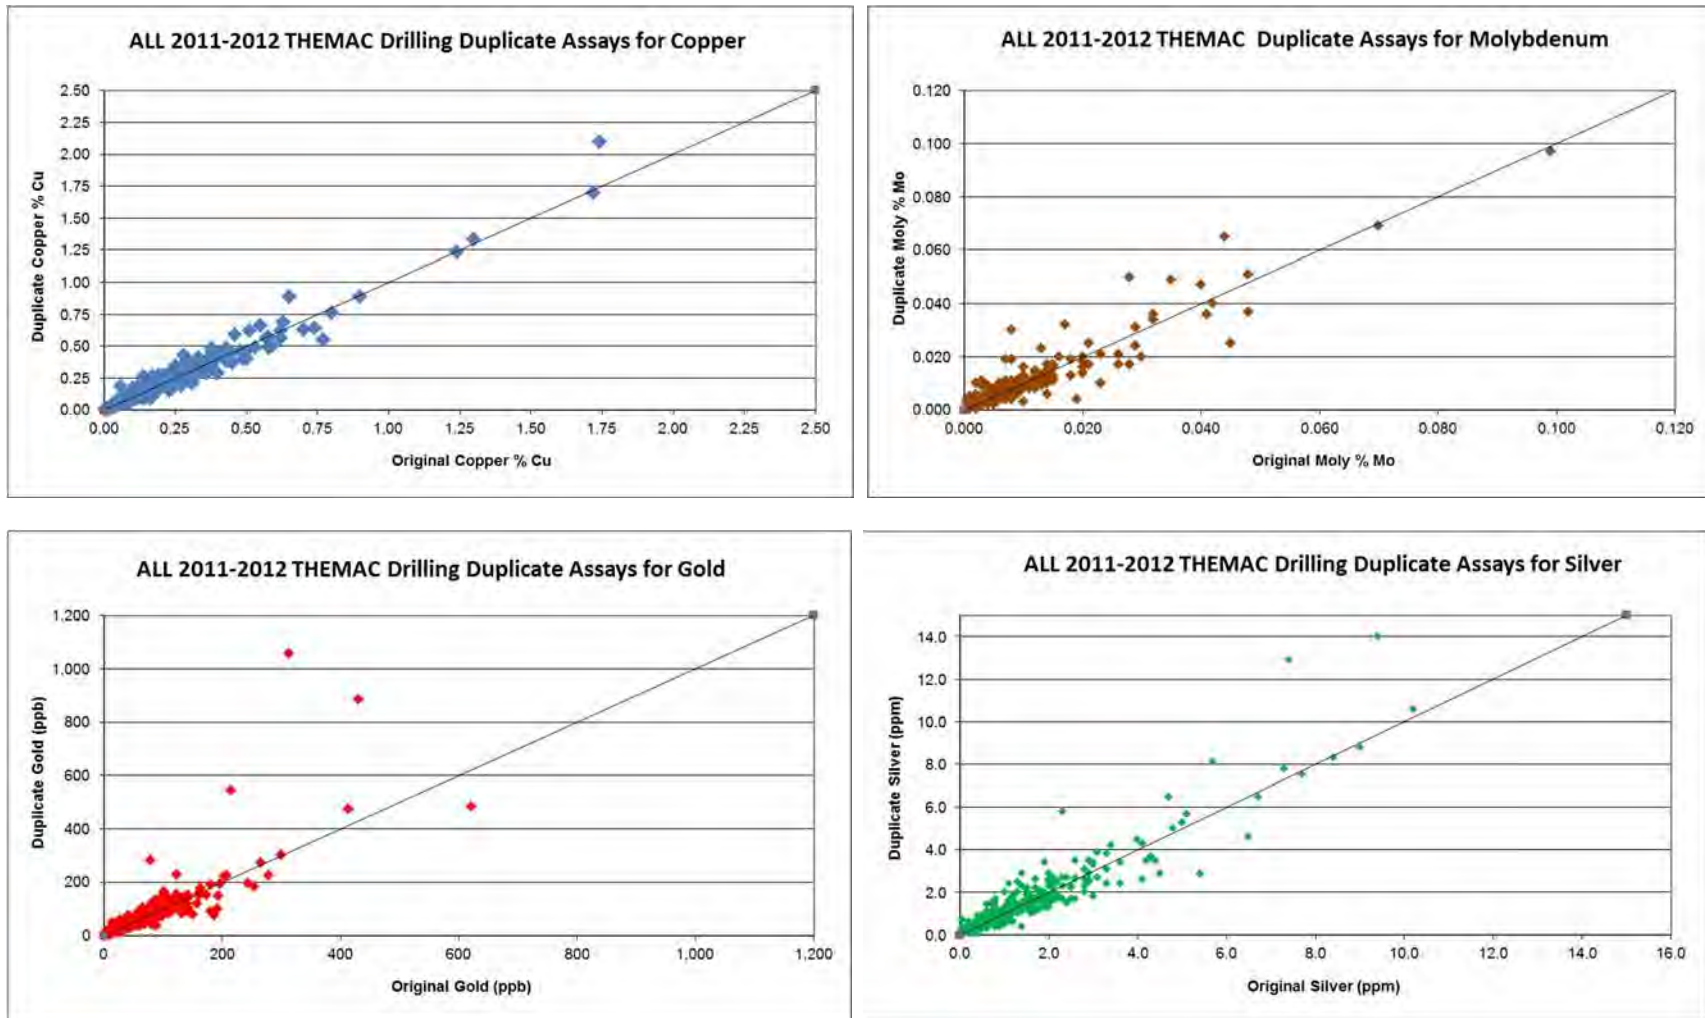 ALL 2011-2012 THEMAC Drilling Duplicate Assays for Copper
Duplicate Copper % Cu
2.50
2.25
2.00
1.75
1.50
1.25
1.00
0.75
0.50
0.25
0.00
0.00 0.25 0.50 0.75 1.00 1.25 1.50 1.75 2.00 2.25 2.50
Original Copper % Cu
ALL 2011-2012 THEMAC Duplicate Assays for Molybdenum
Duplicate Moly % Mo
0.120
0.100
0.080
0.060
0.040
0.020
0.000
0.000 0.020 0.040 0.060 0.080 0.100 0.120
Original Moly % Mo
ALL 2011-2012 THEMAC Drilling Duplicate Assays for Gold
Duplicate Gold (ppb)
1,200
1,000
800
600
400
200
0
0 200 400 600 800 1,000 1,200
Original Gold (ppb)
ALL 2011-2012 THEMAC Drilling Duplicate Assays for Silver
Duplicate Silver (ppm)
14.0
12.0
10.0
8.0
6.0
4.0
2.0
0.0
0.0 2.0 4.0 6.0 8.0 10.0 12.0 14.0 16.0
Original Silver (ppm)